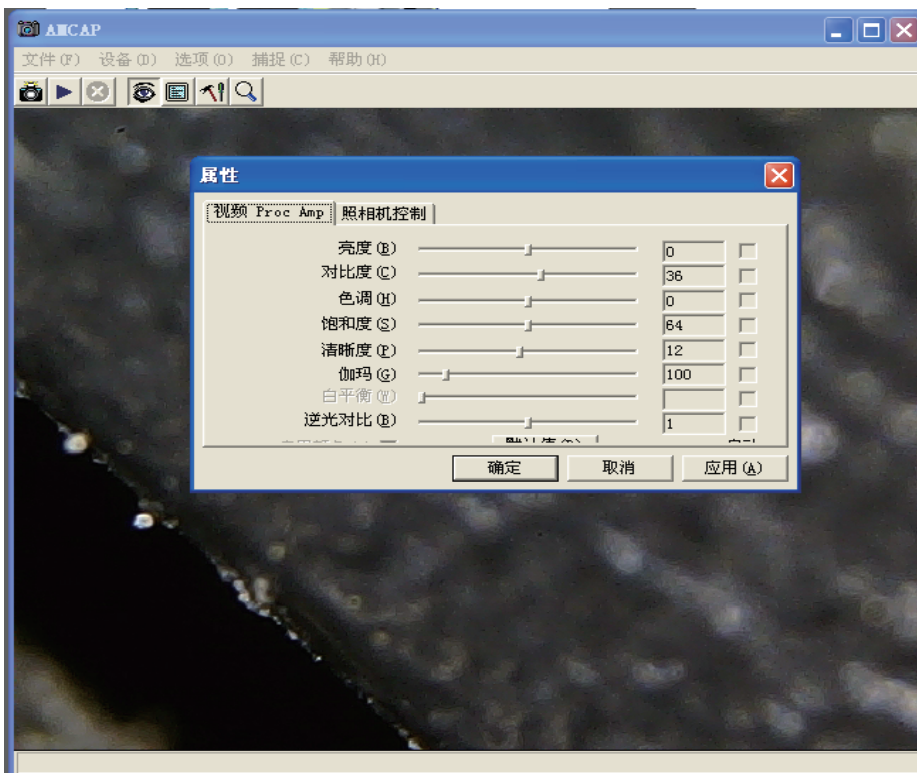 AMCAP
文件(F) 设备(D) 选项(O) 捕捉(C) 帮助(H)
属性
视频 Proc Amp 照相机控制
亮度(B) 0
对比度(C) 36
色调(H) 0
饱和度(S) 64
清晰度(P) 12
伽玛(G) 100
白平衡(W)
逆光对比(B) 1
确定 取消 应用(A)